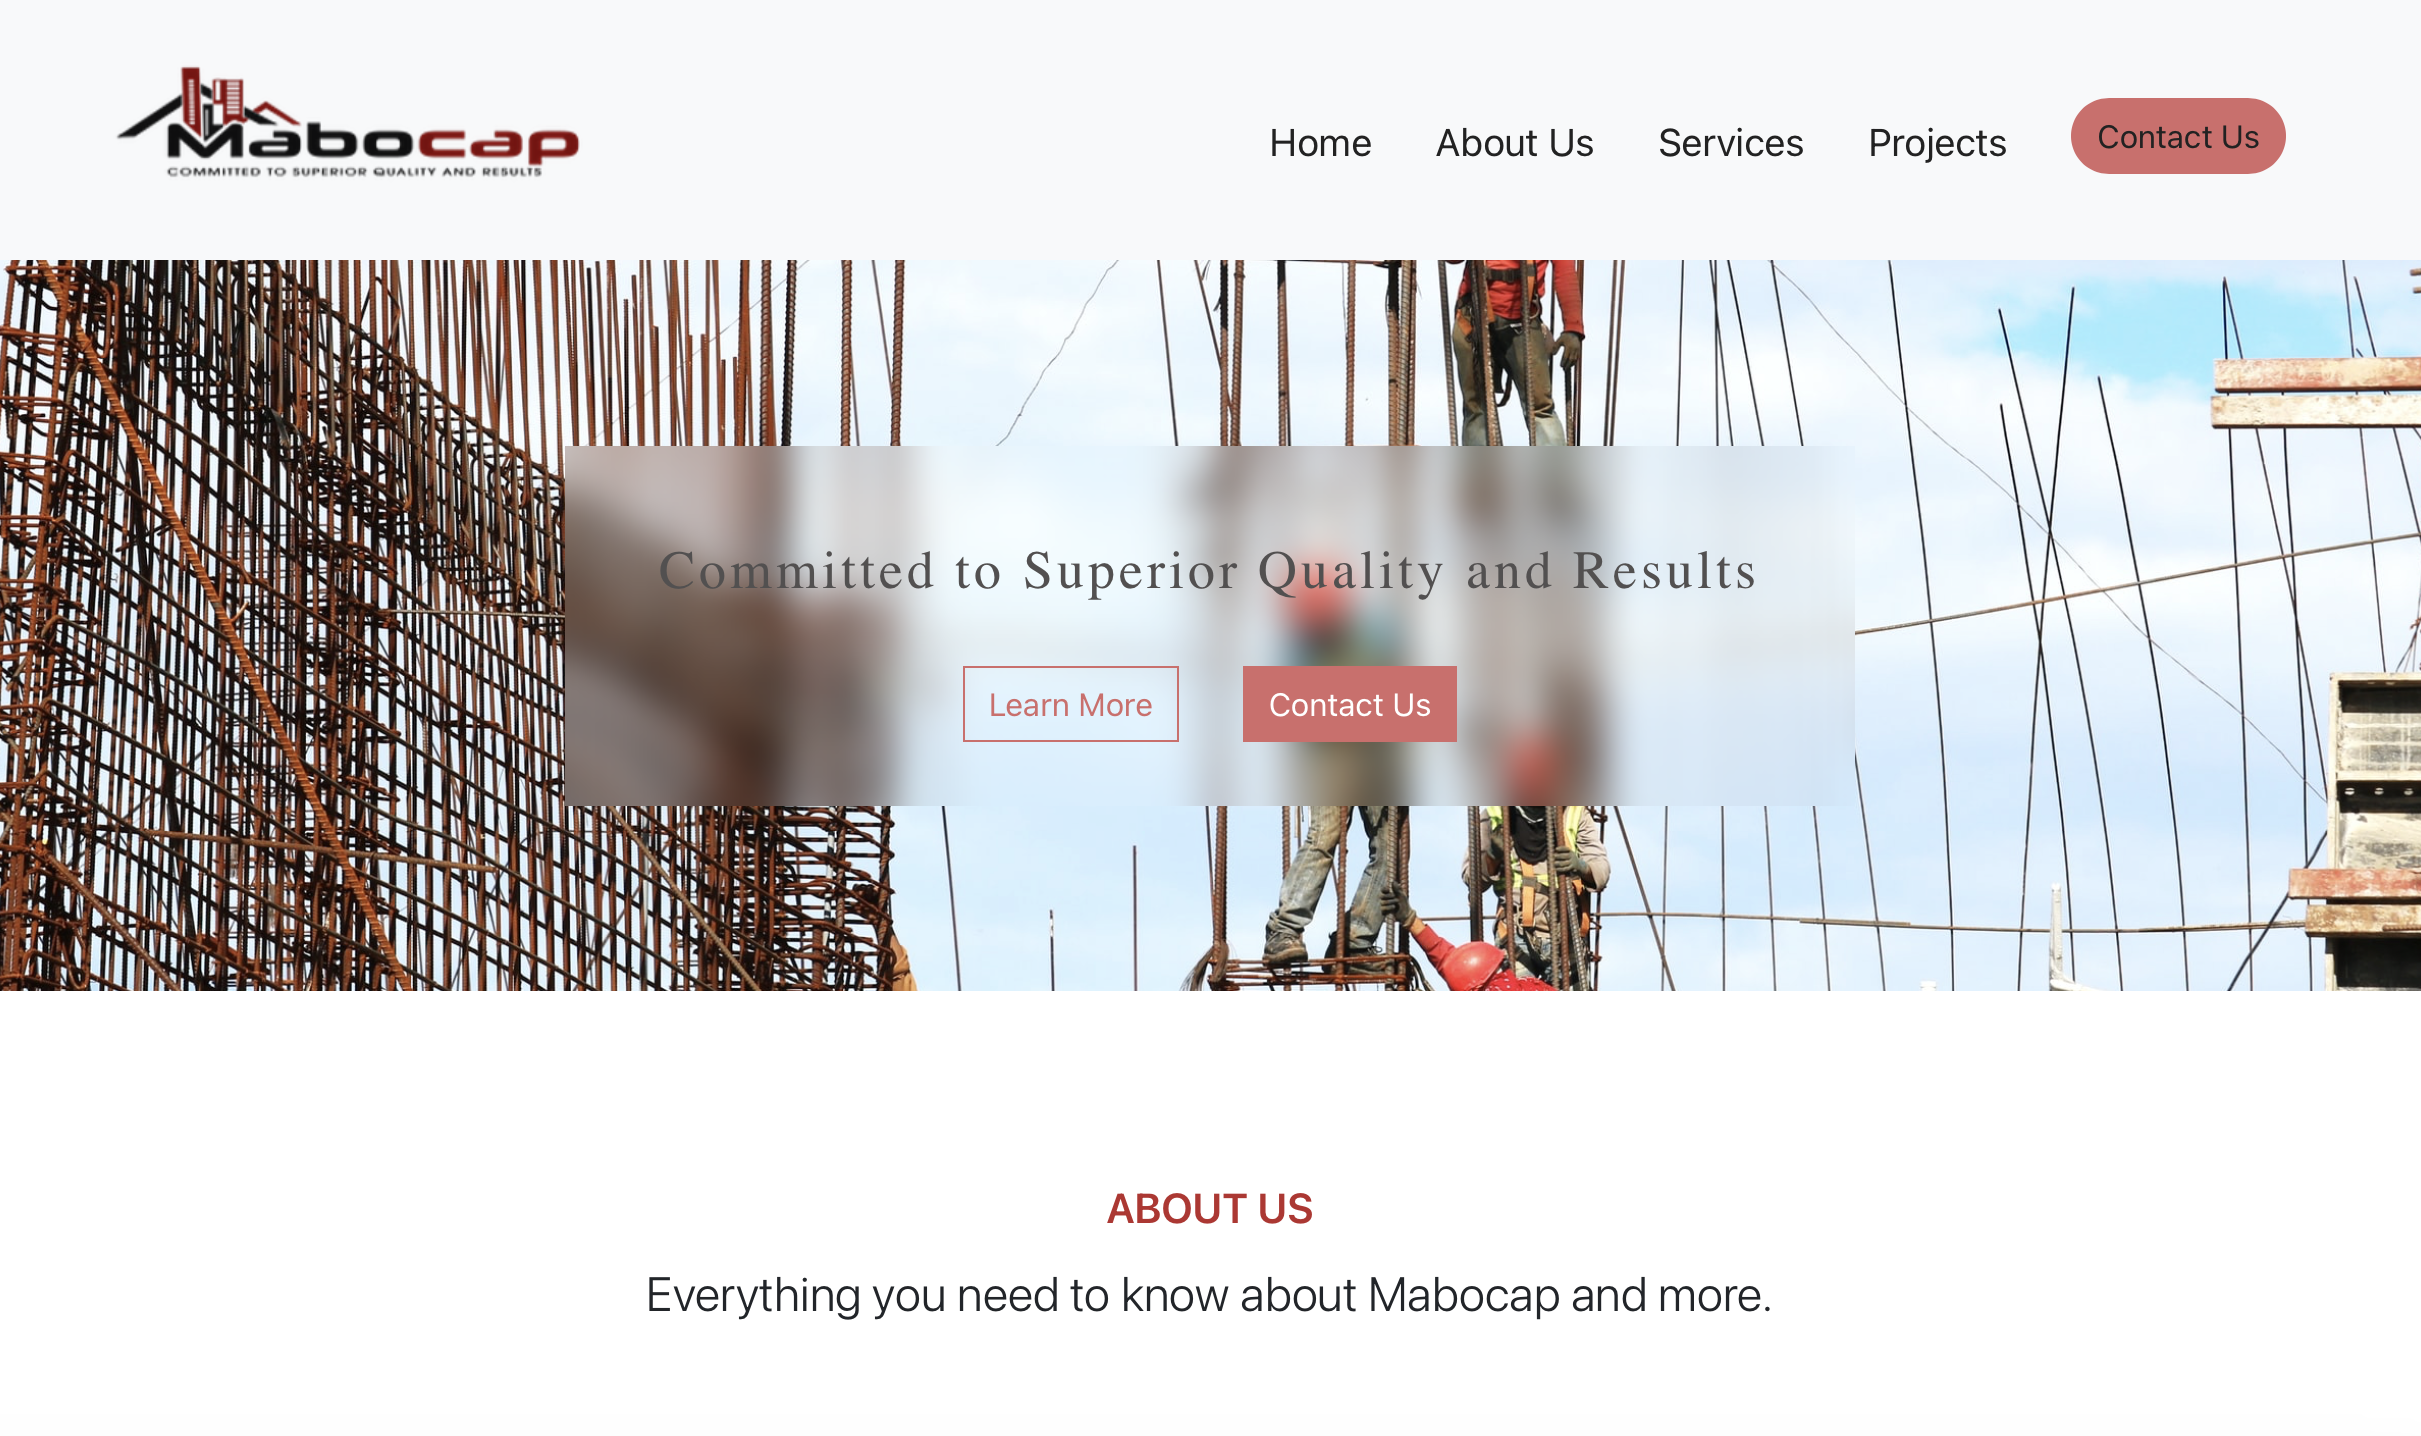 Mabocap
COMMITTED TO SUPERIOR QUALITY AND RESULTS
Home About Us Services Projects Contact Us
Committed to Superior Quality and Results
Learn More Contact Us
ABOUT US
Everything you need to know about Mabocap and more.